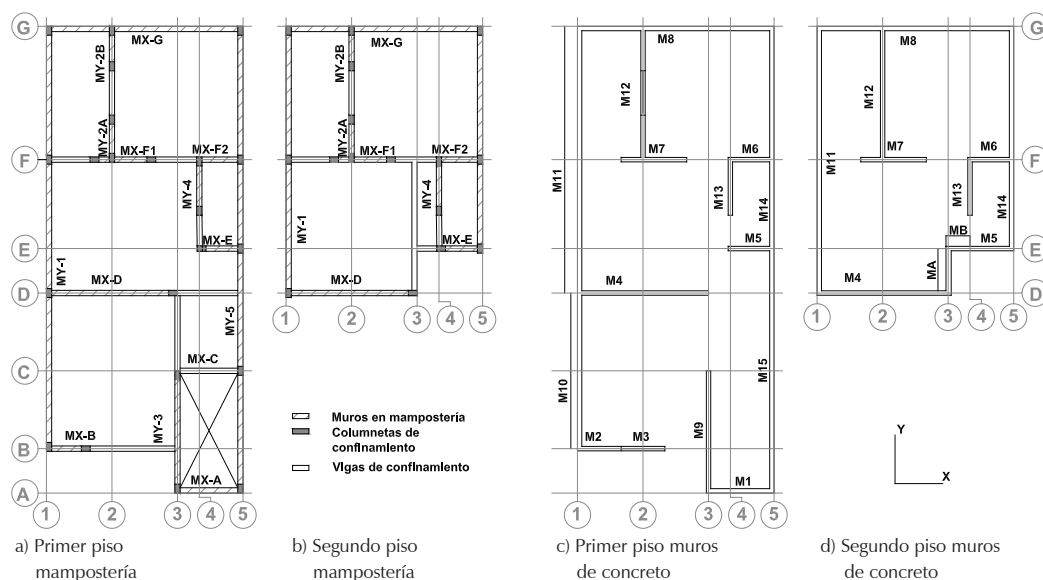 G
F
E
D
C
B
A
MX-G
MY-2B
MY-2A
MX-F1
MX-F2
MY-4
MX-E
MY-1
MX-D
MY-5
MX-C
MX-B
MY-3
MX-A
1 2 3 4 5
a) Primer piso
mampostería
MX-G
MY-2B
MY-2A
MX-F1
MX-F2
MY-4
MX-E
MY-1
MX-D
1 2 3 4 5
Muros en mampostería
Columnetas de
confinamiento
Vigas de confinamiento
b) Segundo piso
mampostería
M8
M12
M7
M6
M11
M13
M14
M5
M4
M15
M10
M9
M2 M3
M1
1 2 3 4 5
c) Primer piso muros
de concreto
M8
M12
M11
M7
M6
M13
M14
MB
M5
MA
M4
1 2 3 4 5
G
F
E
D
Y
X
d) Segundo piso muros
de concreto